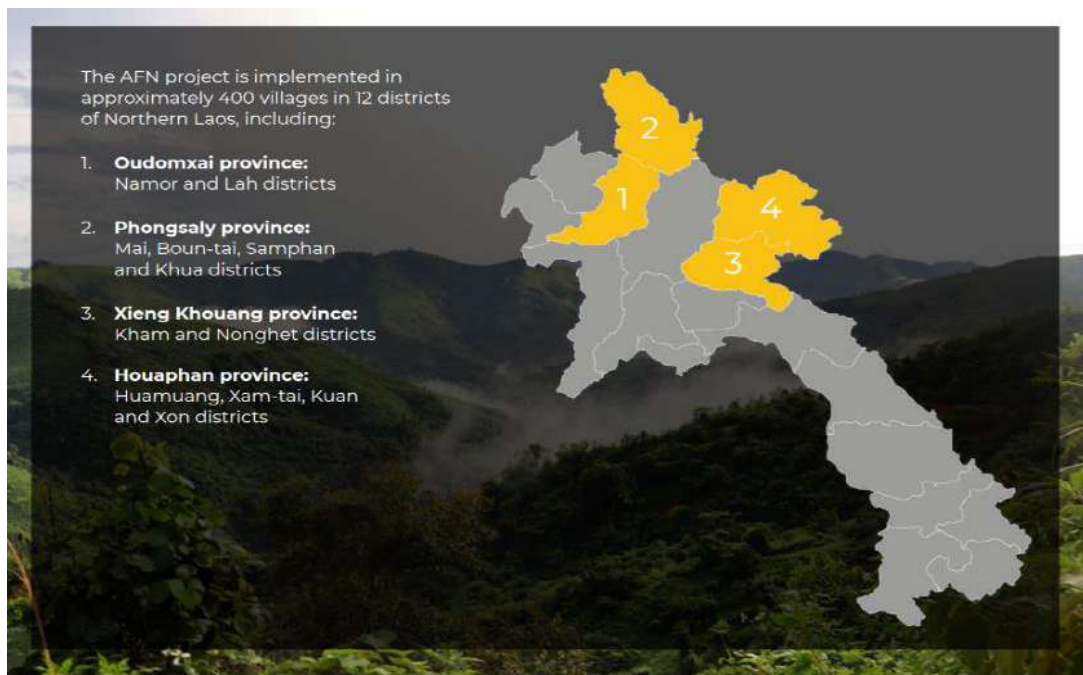 The AFN project is implemented in
approximately 400 villages in 12 districts
of Northern Laos, including:
1. Oudomxai province:
Namor and Lah districts
2. Phongsaly province:
Mai, Boun-tai, Samphan
and Khua districts
3. Xieng Khouang province:
Kham and Nonghet districts
4. Houaphan province:
Huamuang, Xam-tai, Kuan
and Xon districts
2
1
4
3